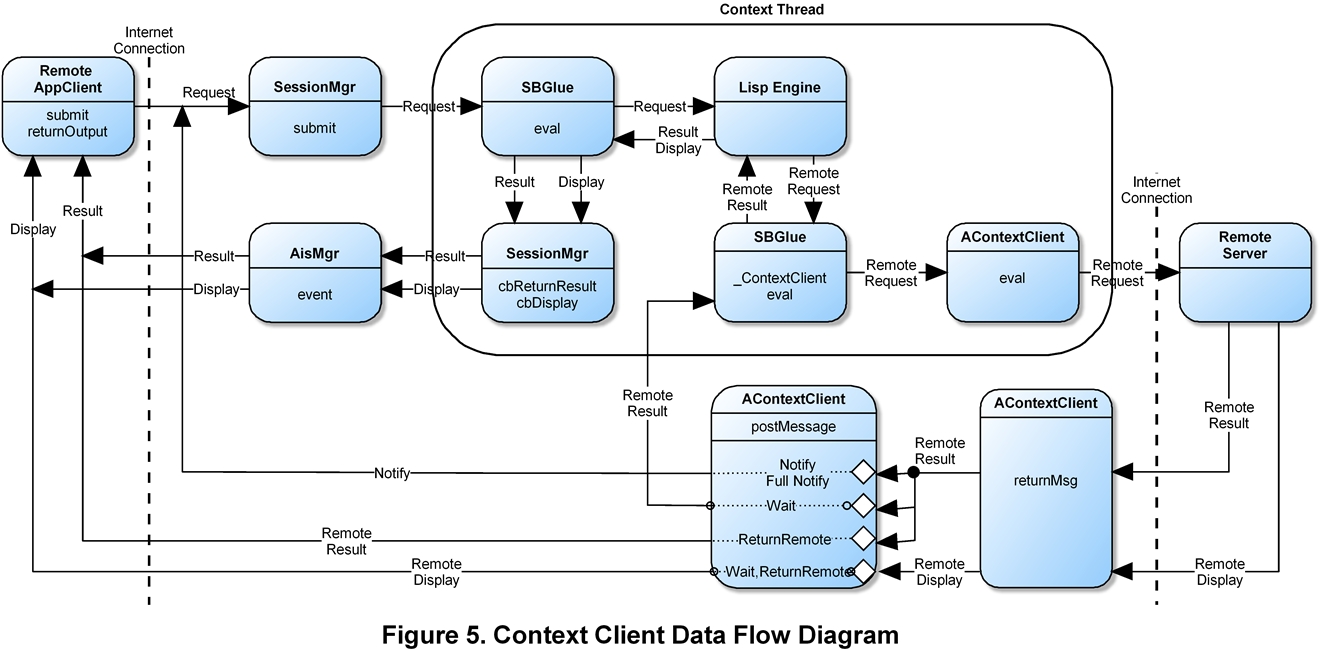 Context Thread
Internet
Connection
Remote
AppClient
submit
returnOutput
Request
SessionMgr
submit
Request
SBGlue
eval
Request
Result
Display
Lisp Engine
Result
Display
Remote
Result
Remote
Request
Display
Result
Result
Display
AisMgr
event
Result
Display
SessionMgr
cbReturnResult
cbDisplay
SBGlue
_ContextClient
eval
Remote
Request
AContextClient
eval
Remote
Request
Internet
Connection
Remote
Server
Remote
Result
AContextClient
postMessage
Notify
Full Notify
Wait
ReturnRemote
Wait,ReturnRemote
Remote
Result
Remote
Display
AContextClient
returnMsg
Remote
Result
Remote
Display
Notify
Remote
Result
Remote
Display
Figure 5. Context Client Data Flow Diagram